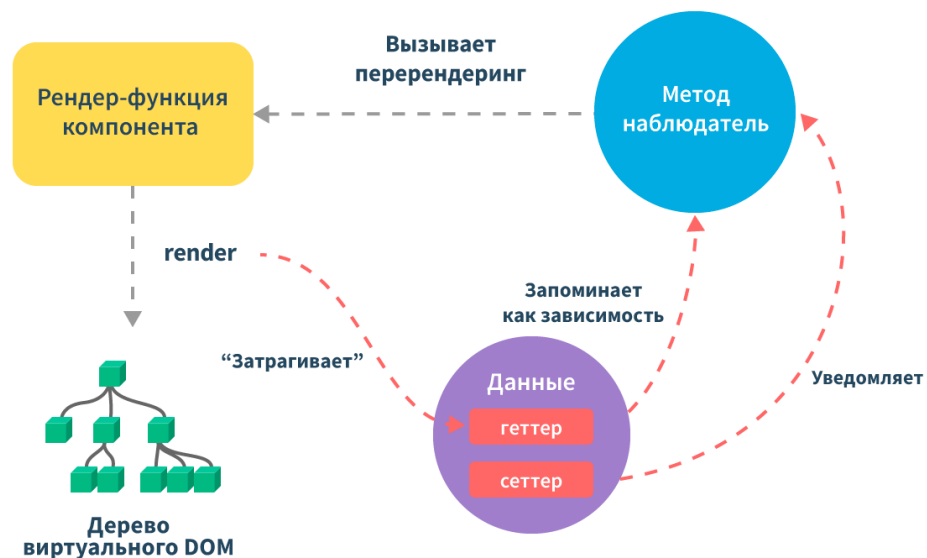 Вызывает
перерендеринг
Рендер-функция
компонента
Метод
наблюдатель
render
Запоминает
как зависимость
“Затрагивает”
Данные
Уведомляет
геттер
сеттер
Дерево
виртуального DOM